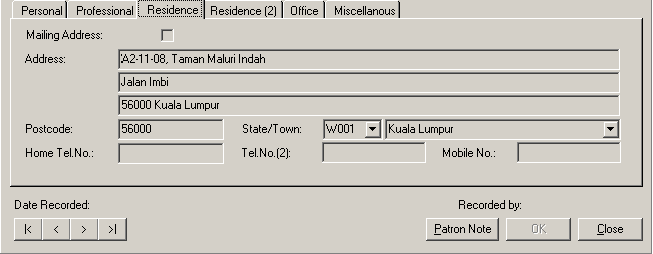 Personal Professional Residence Residence (2) Office Miscellanous
Mailing Address:
Address: 'A2-11-08, Taman Maluri Indah
Jalan Imbi
56000 Kuala Lumpur
Postcode: 56000 State/Town: W001 Kuala Lumpur
Home Tel.No.: Tel.No.(2): Mobile No.:
Date Recorded: Recorded by:
|< < > >| Patron Note OK Close